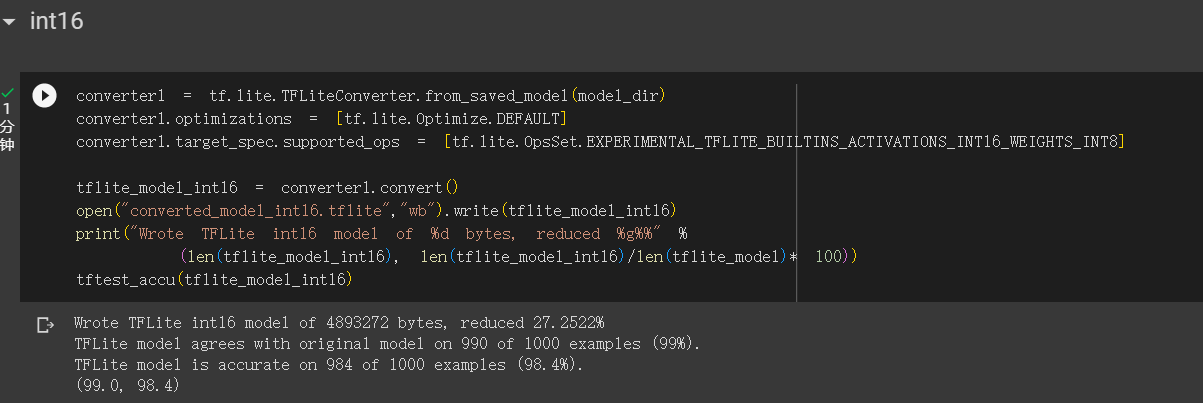 int16
1
分
钟
converter1 = tf.lite.TFLiteConverter.from_saved_model(model_dir)
converter1.optimizations = [tf.lite.Optimize.DEFAULT]
converter1.target_spec.supported_ops = [tf.lite.OpsSet.EXPERIMENTAL_TFLITE_BUILTINS_ACTIVATIONS_INT16_WEIGHTS_INT8]
tflite_model_int16 = converter1.convert()
open("converted_model_int16.tflite","wb").write(tflite_model_int16)
print("Wrote TFLite int16 model of %d bytes, reduced %g%%" %
(len(tflite_model_int16), len(tflite_model_int16)/len(tflite_model)* 100))
tftest_accu(tflite_model_int16)
Wrote TFLite int16 model of 4893272 bytes, reduced 27.2522%
TFLite model agrees with original model on 990 of 1000 examples (99%).
TFLite model is accurate on 984 of 1000 examples (98.4%).
(99.0, 98.4)